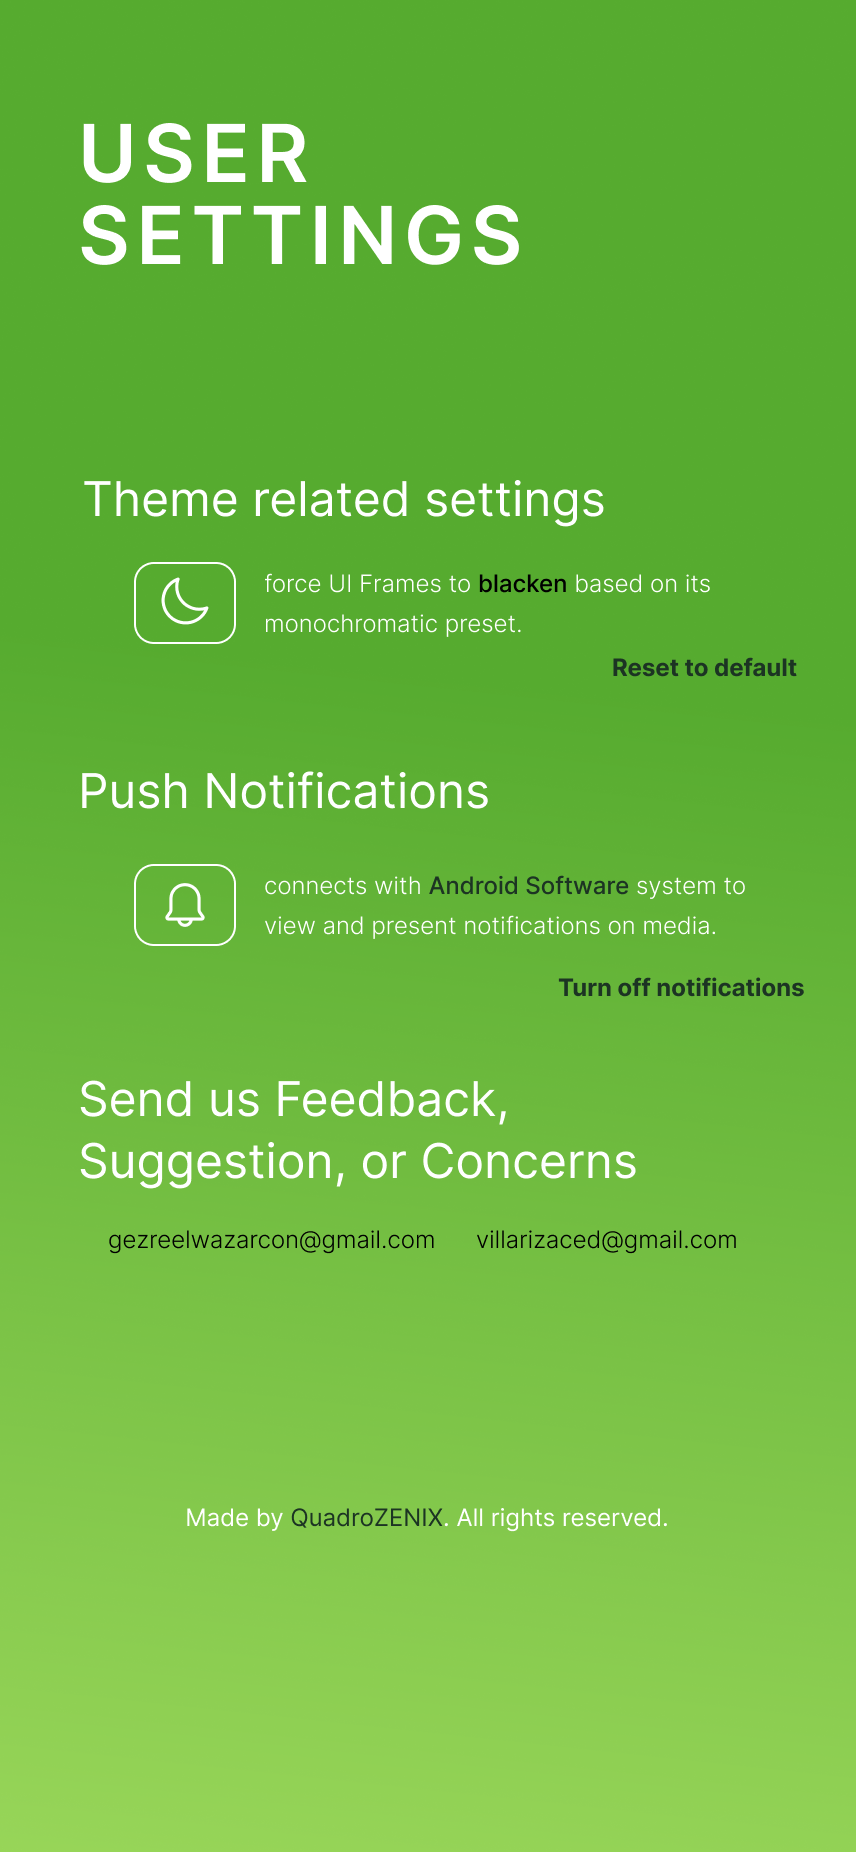 USER
SETTINGS
Theme related settings
force UI Frames to blacken based on its
monochromatic preset.
Reset to default
Push Notifications
connects with Android Software system to
view and present notifications on media.
Turn off notifications
Send us Feedback,
Suggestion, or Concerns
gezreelwazarcon@gmail.com villarizaced@gmail.com
Made by QuadroZENIX. All rights reserved.